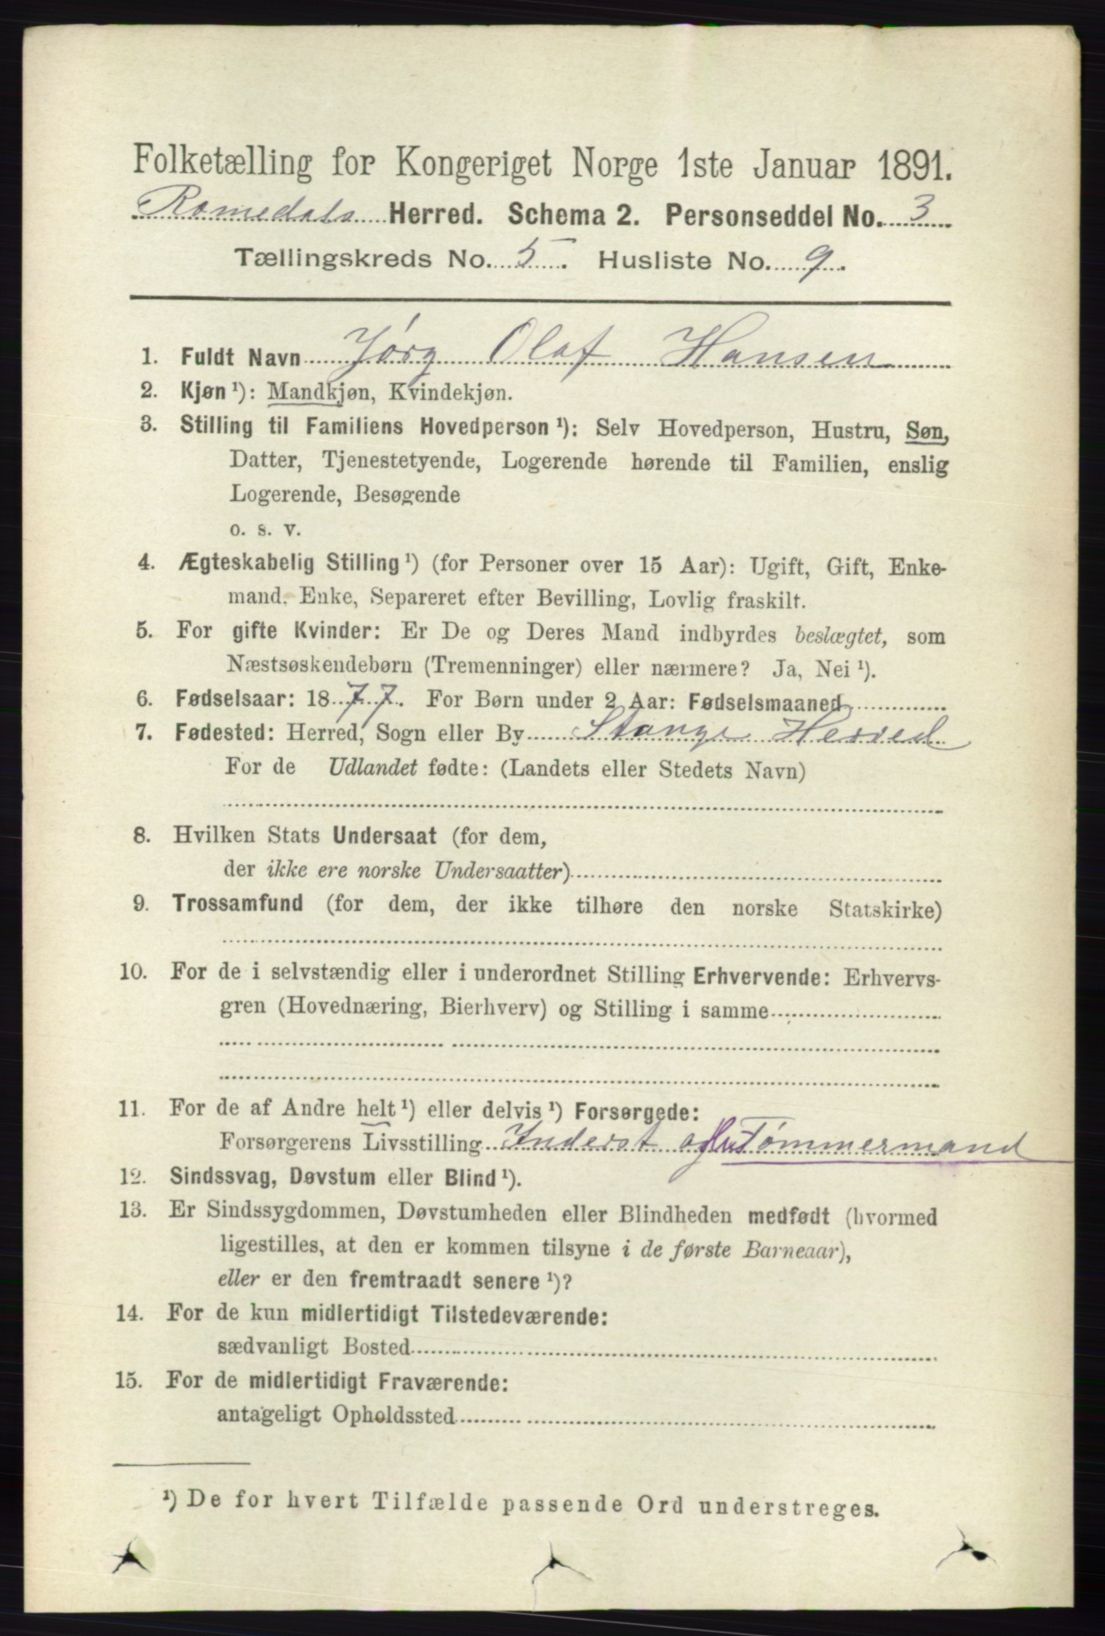 Folketælling for Kongeriget Norge 1ste Januar 1891.
Romedals Herred. Schema 2. Personseddel No. 3
Tællingskreds No. 5. Husliste No. 9.
1. Fuldt Navn Jørg Olaf Hansen
2. Kjøn ¹): Mandkjøn, Kvindekjøn.
3. Stilling til Familiens Hovedperson ¹): Selv Hovedperson, Hustru, Søn,
Datter, Tjenestetyende, Logerende hørende til Familien, enslig
Logerende, Besøgende
o. s. v.
4. Ægteskabelig Stilling ¹) (for Personer over 15 Aar): Ugift, Gift, Enke-
mand, Enke, Separeret efter Bevilling, Lovlig fraskilt.
5. For gifte Kvinder: Er De og Deres Mand indbyrdes beslægtet, som
Næstsøskendebørn (Tremenninger) eller nærmere? Ja, Nei ¹).
6. Fødselsaar: 1877. For Børn under 2 Aar: Fødselsmaaned
7. Fødested: Herred, Sogn eller By Stange Herred
For de Udlandet fødte: (Landets eller Stedets Navn)
8. Hvilken Stats Undersaat (for dem,
der ikke ere norske Undersaatter)
9. Trossamfund (for dem, der ikke tilhøre den norske Statskirke)
10. For de i selvstændig eller i underordnet Stilling Erhvervende: Erhvervs-
gren (Hovednæring, Bierhverv) og Stilling i samme
11. For de af Andre helt ¹) eller delvis ¹) Forsørgede:
Forsørgerens Livsstilling Inderst og Tømmermand
12. Sindssvag, Døvstum eller Blind ¹).
13. Er Sindssygdommen, Døvstumheden eller Blindheden medfødt (hvormed
ligestilles, at den er kommen tilsyne i de første Barneaar),
eller er den fremtraadt senere ¹)?
14. For de kun midlertidigt Tilstedeværende:
sædvanligt Bosted
15. For de midlertidigt Fraværende:
antageligt Opholdssted
¹) De for hvert Tilfælde passende Ord understreges.